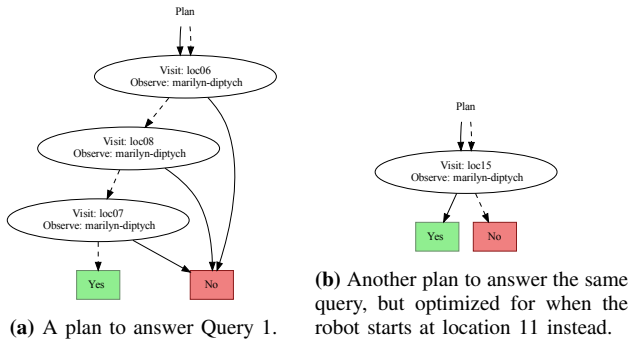 Plan
Visit: loc06
Observe: marilyn-diptych
Visit: loc08
Observe: marilyn-diptych
Visit: loc07
Observe: marilyn-diptych
Yes
No
(a) A plan to answer Query 1.
Plan
Visit: loc15
Observe: marilyn-diptych
Yes
No
(b) Another plan to answer the same
query, but optimized for when the
robot starts at location 11 instead.